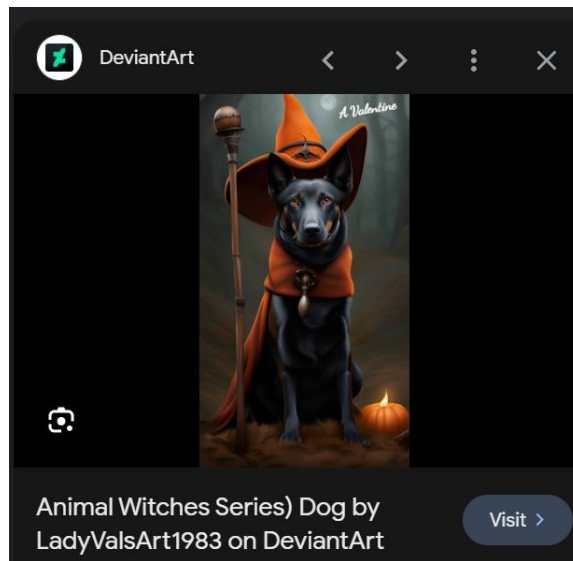 DeviantArt
A Valentine
Animal Witches Series) Dog by
LadyValsArt1983 on DeviantArt
Visit